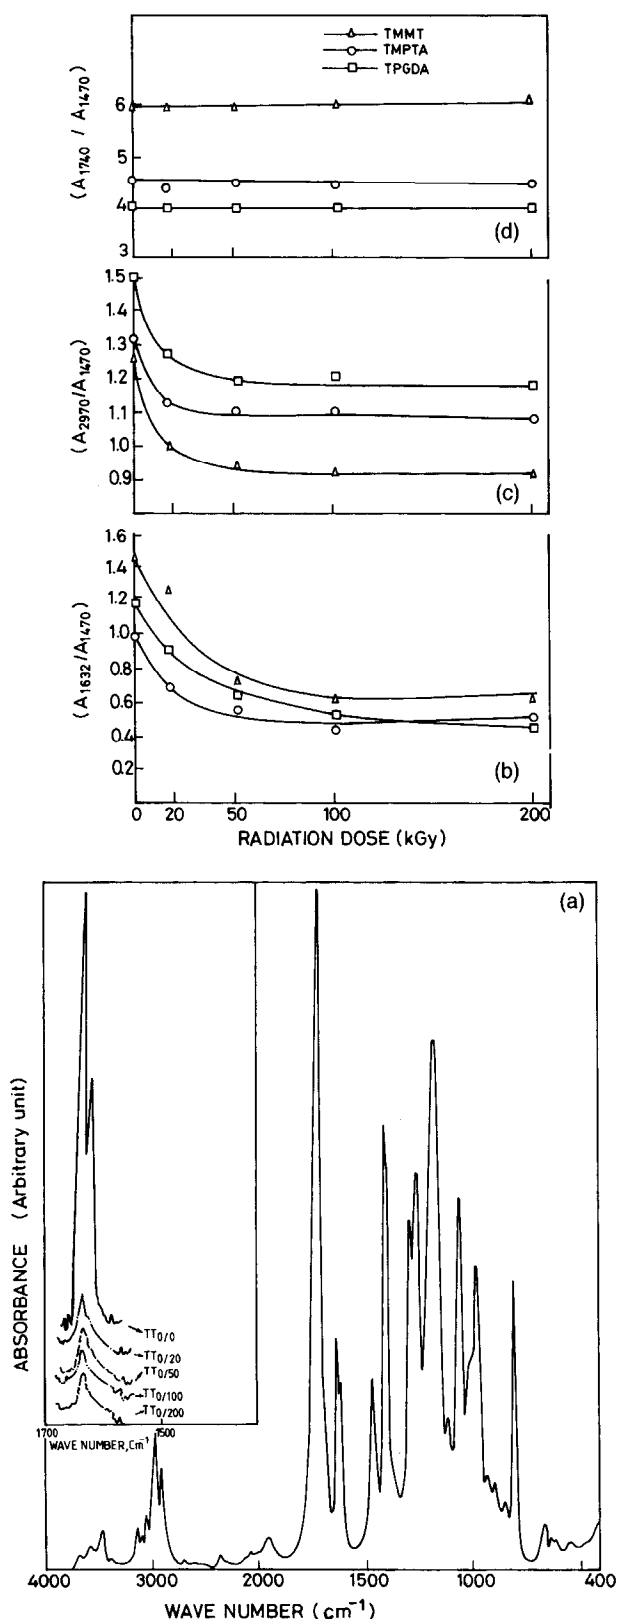 TMMT
TMPTA
TPGDA
(A1740 / A1470)
6
5
4
3
(d)
(A2970/A1470)
1.5
1.4
1.3
1.2
1.1
1.0
0.9
(c)
(A1632/A1470)
1.6
1.4
1.2
1.0
0.8
0.6
0.4
0.2
(b)
0 20 50 100 200
RADIATION DOSE (kGy)
(a)
ABSORBANCE (Arbitrary unit)
TT0/0
TT0/20
TT0/50
TT0/100
TT0/200
1700 1500
WAVE NUMBER, Cm-1
4000 3000 2000 1500 1000 400
WAVE NUMBER (cm-1)